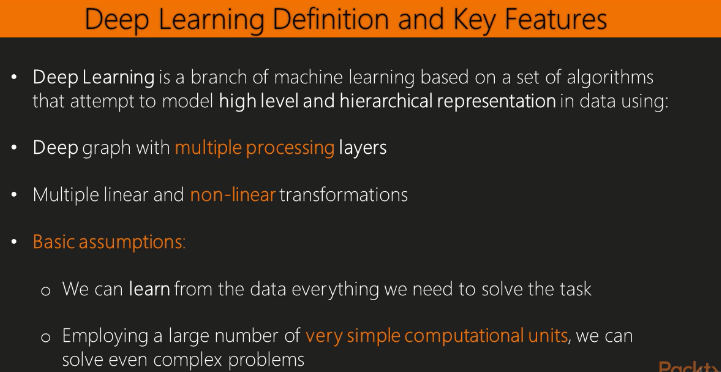 Deep Learning Definition and Key Features
• Deep Learning is a branch of machine learning based on a set of algorithms
that attempt to model high level and hierarchical representation in data using:
• Deep graph with multiple processing layers
• Multiple linear and non-linear transformations
• Basic assumptions:
o We can learn from the data everything we need to solve the task
o Employing a large number of very simple computational units, we can
solve even complex problems